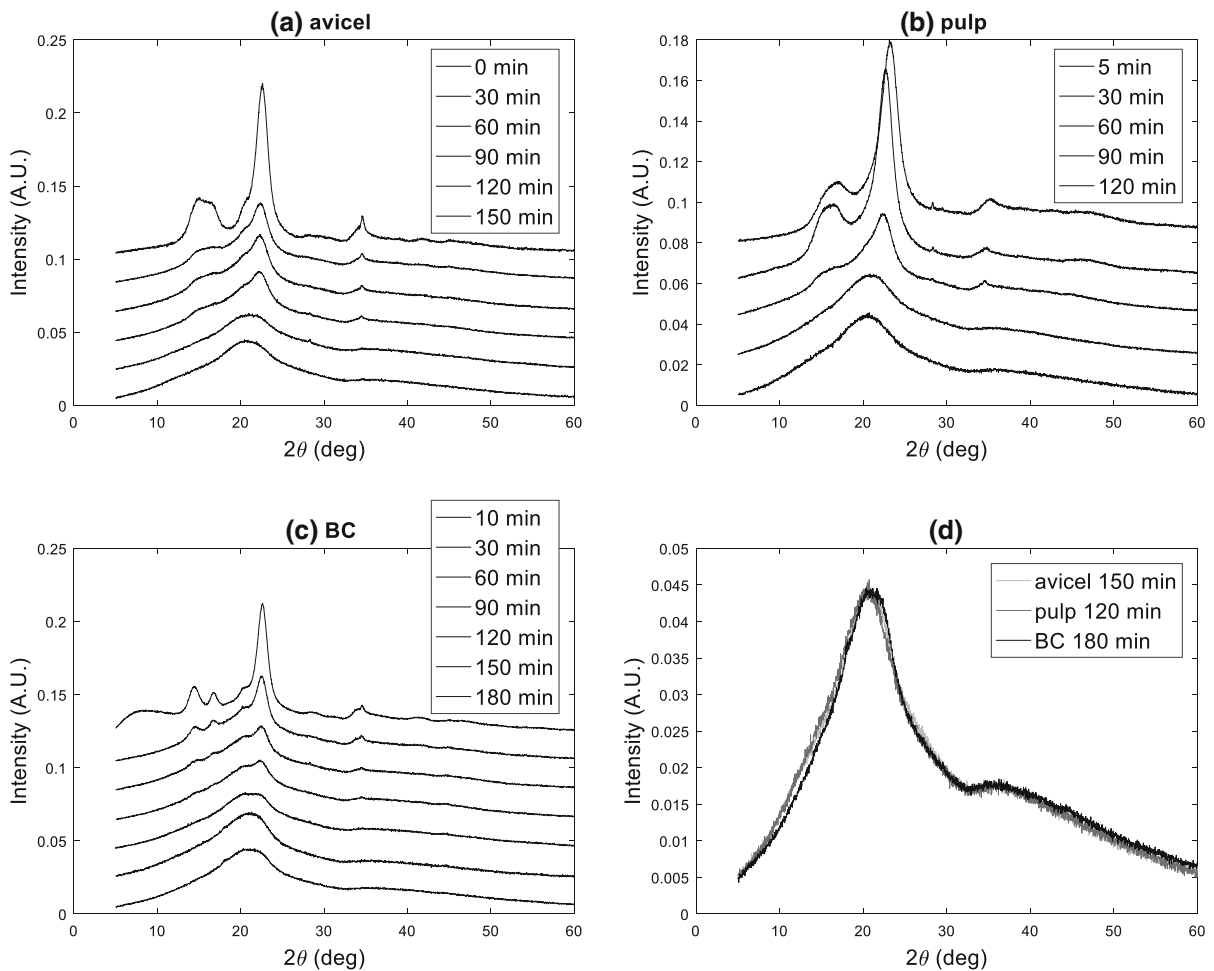 (a) avicel
0.25
0.2
0.15
0.1
0.05
0
Intensity (A.U.)
0 10 20 30 40 50 60
2θ (deg)
0 min
30 min
60 min
90 min
120 min
150 min
(b) pulp
0.18
0.16
0.14
0.12
0.1
0.08
0.06
0.04
0.02
0
Intensity (A.U.)
0 10 20 30 40 50 60
2θ (deg)
5 min
30 min
60 min
90 min
120 min
(c) BC
0.25
0.2
0.15
0.1
0.05
0
Intensity (A.U.)
0 10 20 30 40 50 60
2θ (deg)
10 min
30 min
60 min
90 min
120 min
150 min
180 min
(d)
0.05
0.045
0.04
0.035
0.03
0.025
0.02
0.015
0.01
0.005
0
Intensity (A.U.)
0 10 20 30 40 50 60
2θ (deg)
avicel 150 min
pulp 120 min
BC 180 min